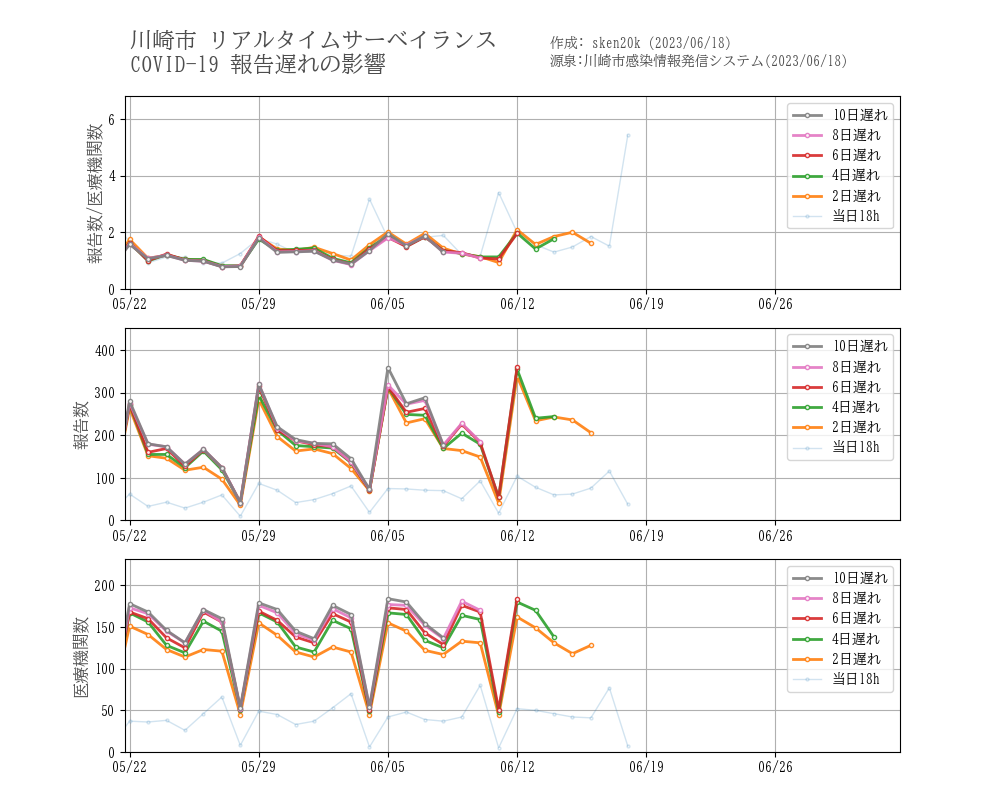 川崎市 リアルタイムサーベイランス
COVID-19 報告遅れの影響
作成: sken20k (2023/06/18)
源泉:川崎市感染情報発信システム(2023/06/18)
報告数/医療機関数
6
4
2
0
10日遅れ
8日遅れ
6日遅れ
4日遅れ
2日遅れ
当日18h
05/22 05/29 06/05 06/12 06/19 06/26
報告数
400
300
200
100
0
10日遅れ
8日遅れ
6日遅れ
4日遅れ
2日遅れ
当日18h
05/22 05/29 06/05 06/12 06/19 06/26
医療機関数
200
150
100
50
0
10日遅れ
8日遅れ
6日遅れ
4日遅れ
2日遅れ
当日18h
05/22 05/29 06/05 06/12 06/19 06/26